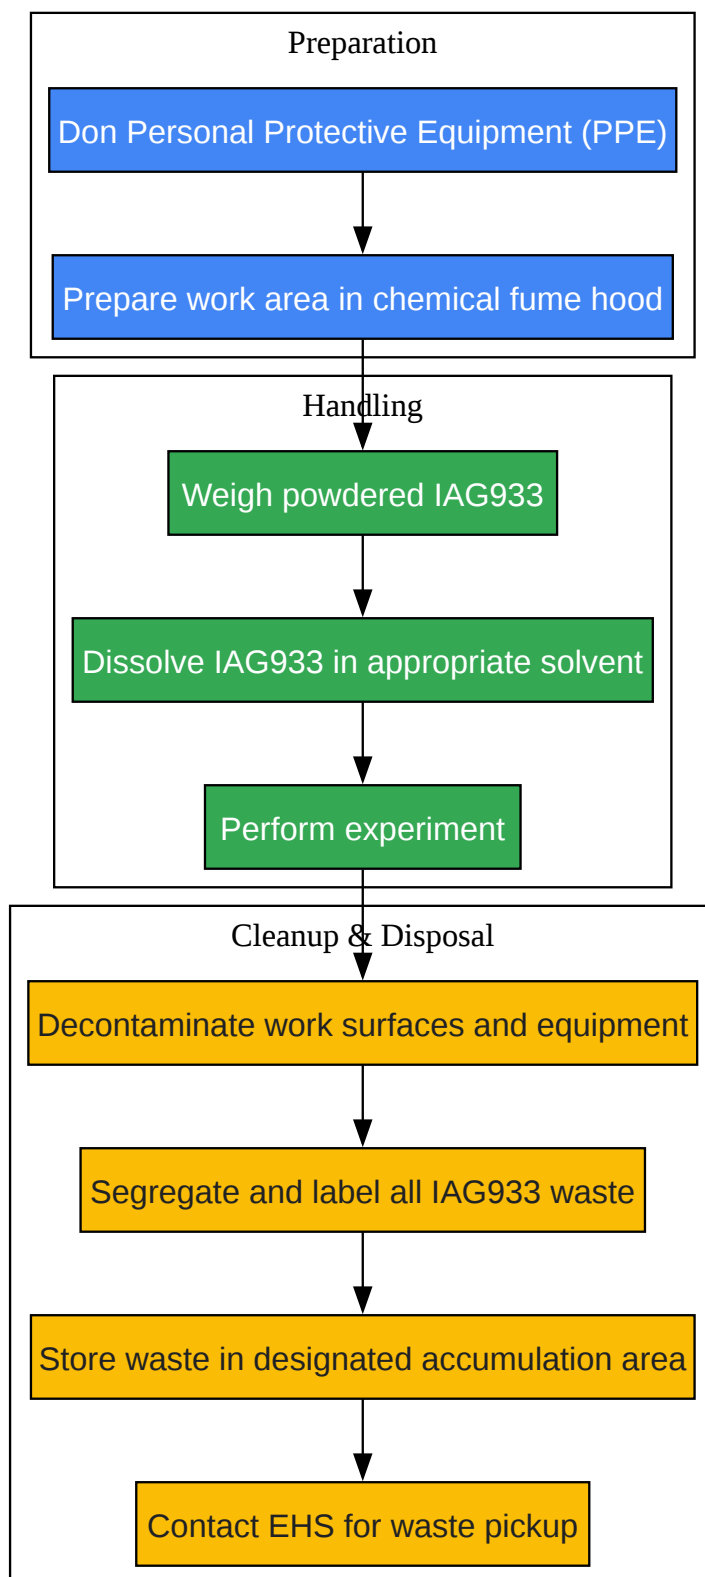 Preparation
Don Personal Protective Equipment (PPE)
Prepare work area in chemical fume hood
Handling
Weigh powdered IAG933
Dissolve IAG933 in appropriate solvent
Perform experiment
Cleanup & Disposal
Decontaminate work surfaces and equipment
Segregate and label all IAG933 waste
Store waste in designated accumulation area
Contact EHS for waste pickup